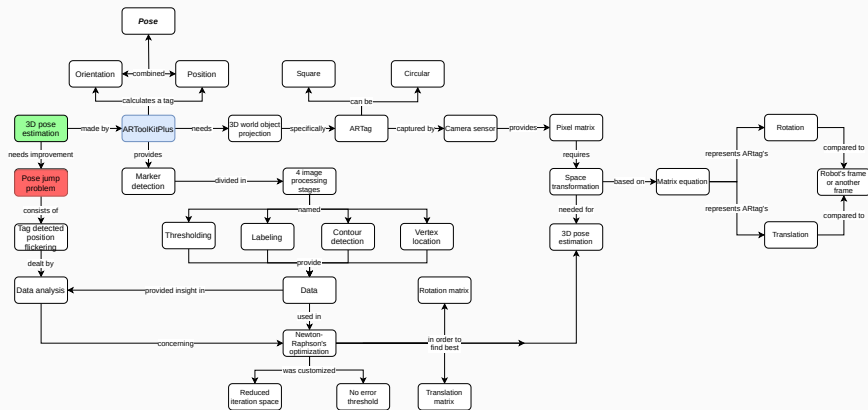 Pose
Orientation
combined
Position
Square
Circular
calculates a tag
can be
3D pose
estimation
made by
ARToolKitPlus
needs
3D world object
projection
specifically
ARTag
captured by
Camera sensor
provides
Pixel matrix
Rotation
needs improvement
provides
requires
represents ARtag's
compared to
Pose jump
problem
Marker
detection
divided in
4 image
processing
stages
Space
transformation
based on
Matrix equation
Robot's frame
or another
frame
consists of
named
needed for
represents ARtag's
compared to
Tag detected
position
flickering
Thresholding
Labeling
Contour
detection
Vertex
location
3D pose
estimation
Translation
dealt by
provide
Data analysis
provided insight in
Data
Rotation matrix
used in
concerning
Newton-
Raphson's
optimization
in order to
find best
was customized
Reduced
iteration space
No error
threshold
Translation
matrix